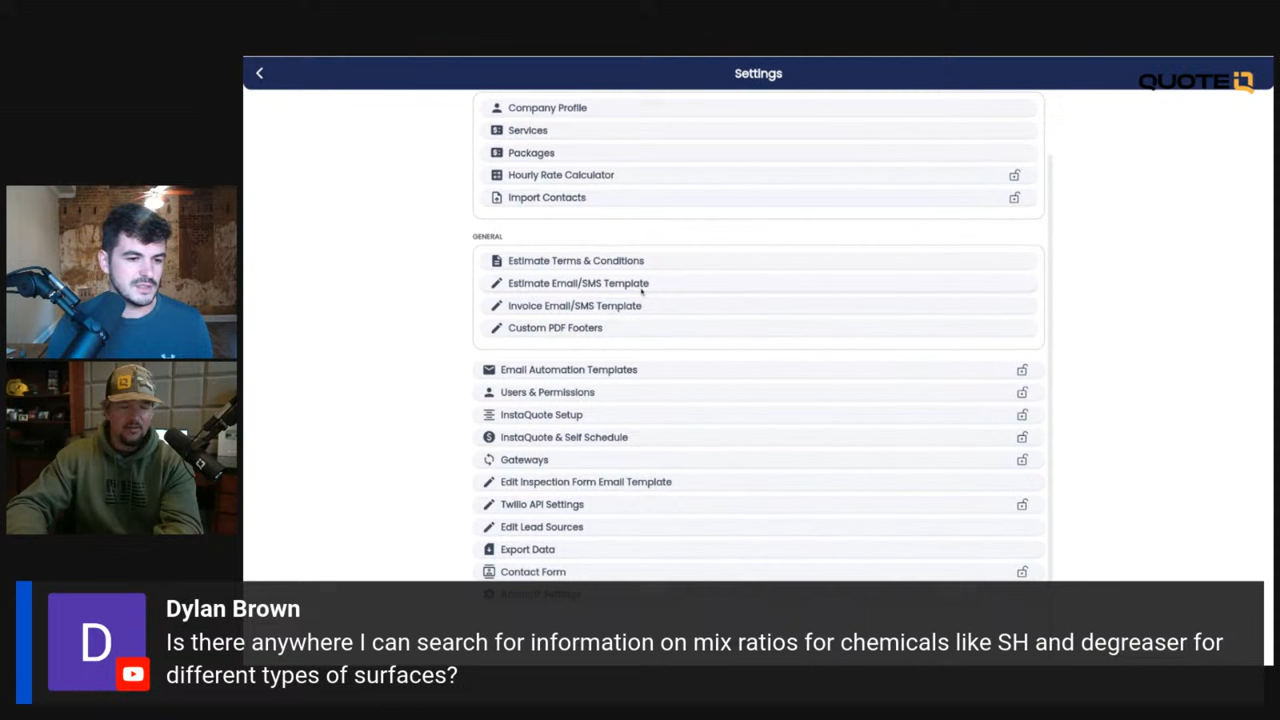 Settings
QUOTE IQ
Company Profile
Services
Packages
Hourly Rate Calculator
Import Contacts
GENERAL
Estimate Terms & Conditions
Estimate Email/SMS Template
Invoice Email/SMS Template
Custom PDF Footers
Email Automation Templates
Users & Permissions
InstaQuote Setup
InstaQuote & Self Schedule
Gateways
Edit Inspection Form Email Template
Twilio API Settings
Edit Lead Sources
Export Data
Contact Form
Account Settings
D
Dylan Brown
Is there anywhere I can search for information on mix ratios for chemicals like SH and degreaser for
different types of surfaces?